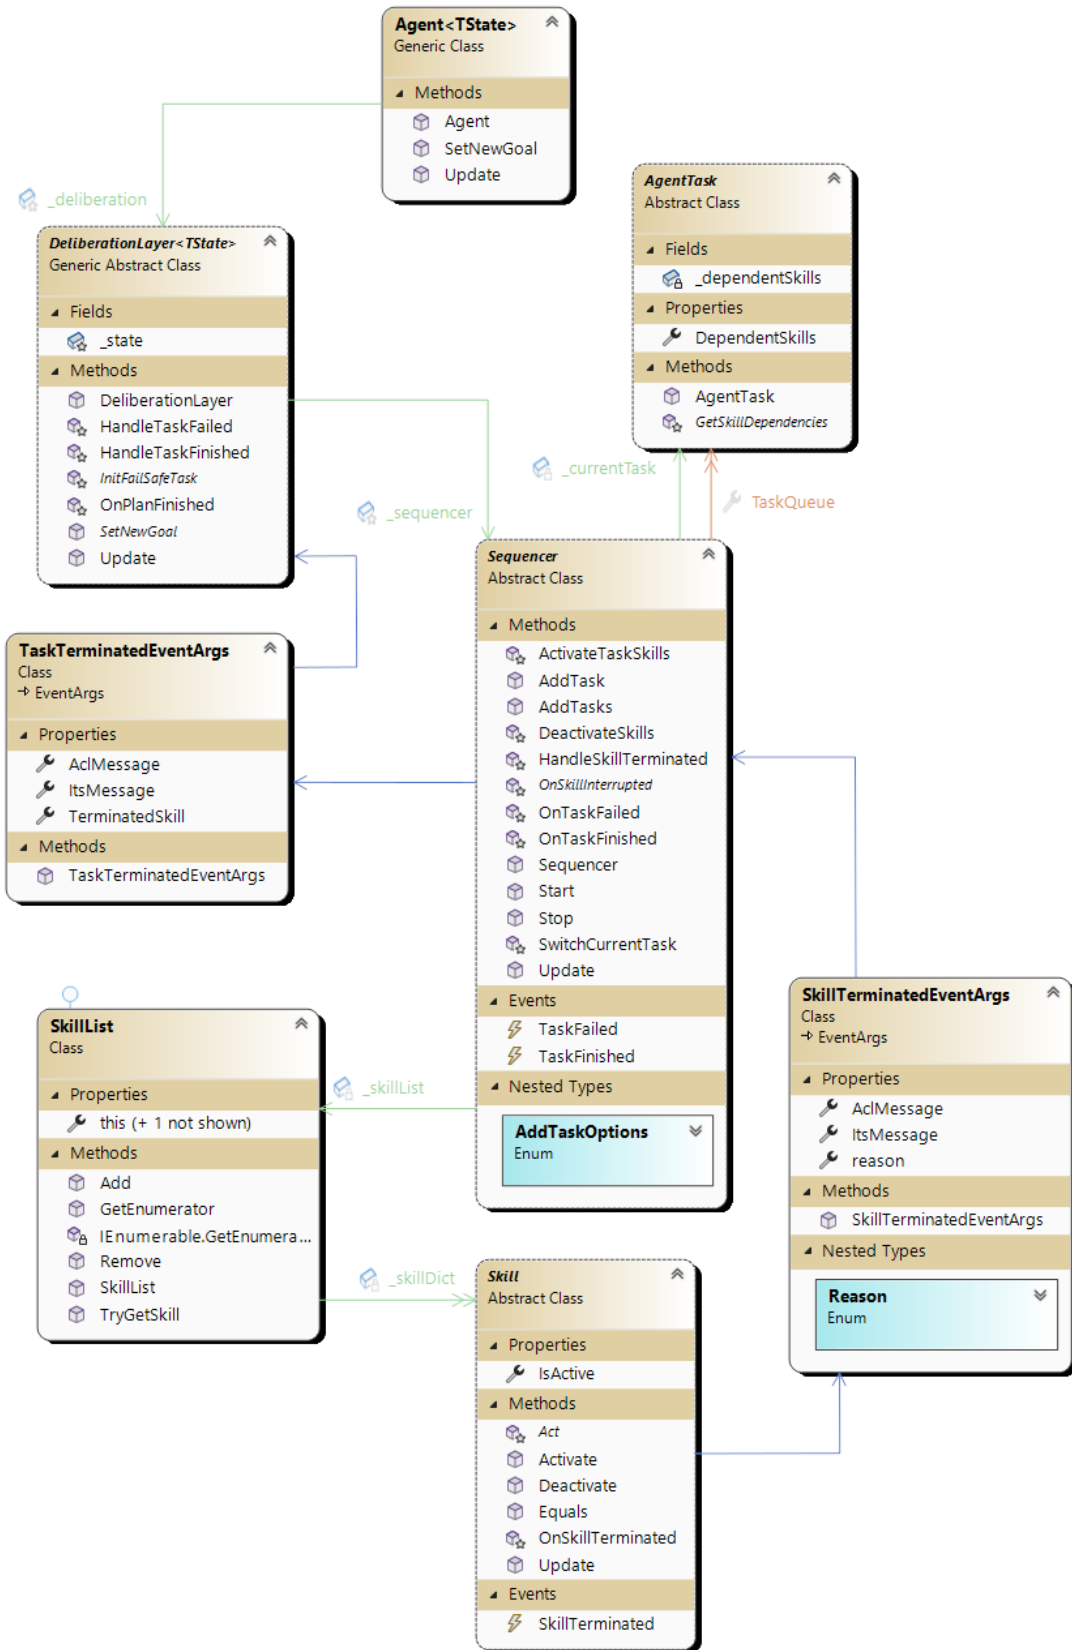 Agent<TState>
Generic Class
Methods
Agent
SetNewGoal
Update
_deliberation
DeliberationLayer<TState>
Generic Abstract Class
Fields
_state
Methods
DeliberationLayer
HandleTaskFailed
HandleTaskFinished
InitFailSafeTask
OnPlanFinished
SetNewGoal
Update
AgentTask
Abstract Class
Fields
_dependentSkills
Properties
DependentSkills
Methods
AgentTask
GetSkillDependencies
_currentTask
TaskQueue
_sequencer
Sequencer
Abstract Class
Methods
ActivateTaskSkills
AddTask
AddTasks
DeactivateSkills
HandleSkillTerminated
OnSkillInterrupted
OnTaskFailed
OnTaskFinished
Sequencer
Start
Stop
SwitchCurrentTask
Update
Events
TaskFailed
TaskFinished
Nested Types
AddTaskOptions
Enum
TaskTerminatedEventArgs
Class
EventArgs
Properties
AclMessage
ItsMessage
TerminatedSkill
Methods
TaskTerminatedEventArgs
SkillList
Class
Properties
this (+ 1 not shown)
Methods
Add
GetEnumerator
IEnumerable.GetEnumera...
Remove
SkillList
TryGetSkill
_skillList
_skillDict
SkillTerminatedEventArgs
Class
EventArgs
Properties
AclMessage
ItsMessage
reason
Methods
SkillTerminatedEventArgs
Nested Types
Reason
Enum
Skill
Abstract Class
Properties
IsActive
Methods
Act
Activate
Deactivate
Equals
OnSkillTerminated
Update
Events
SkillTerminated